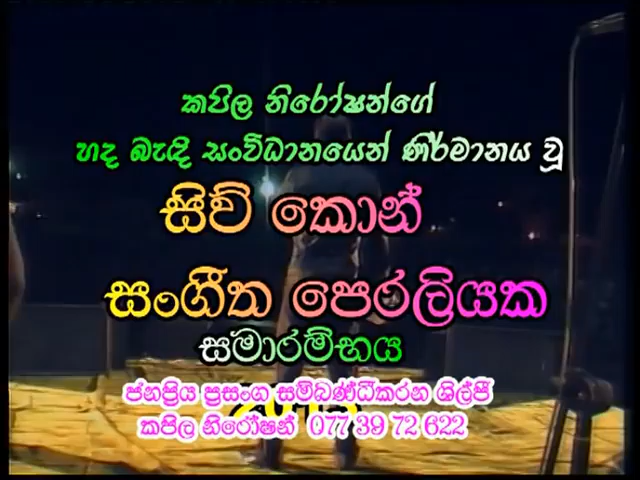 කපිල නිරෝෂන්ගේ
හද බැඳි සංවිධානයෙන් ණිර්මානය වූ
සිව් කොන්
සංගීත පෙරලියක
සමාරම්භය
ජනප්‍රිය ප්‍රසංග සම්බණ්ධීකරන ශිල්පී
කපිල නිරෝෂන් 077 39 72 622